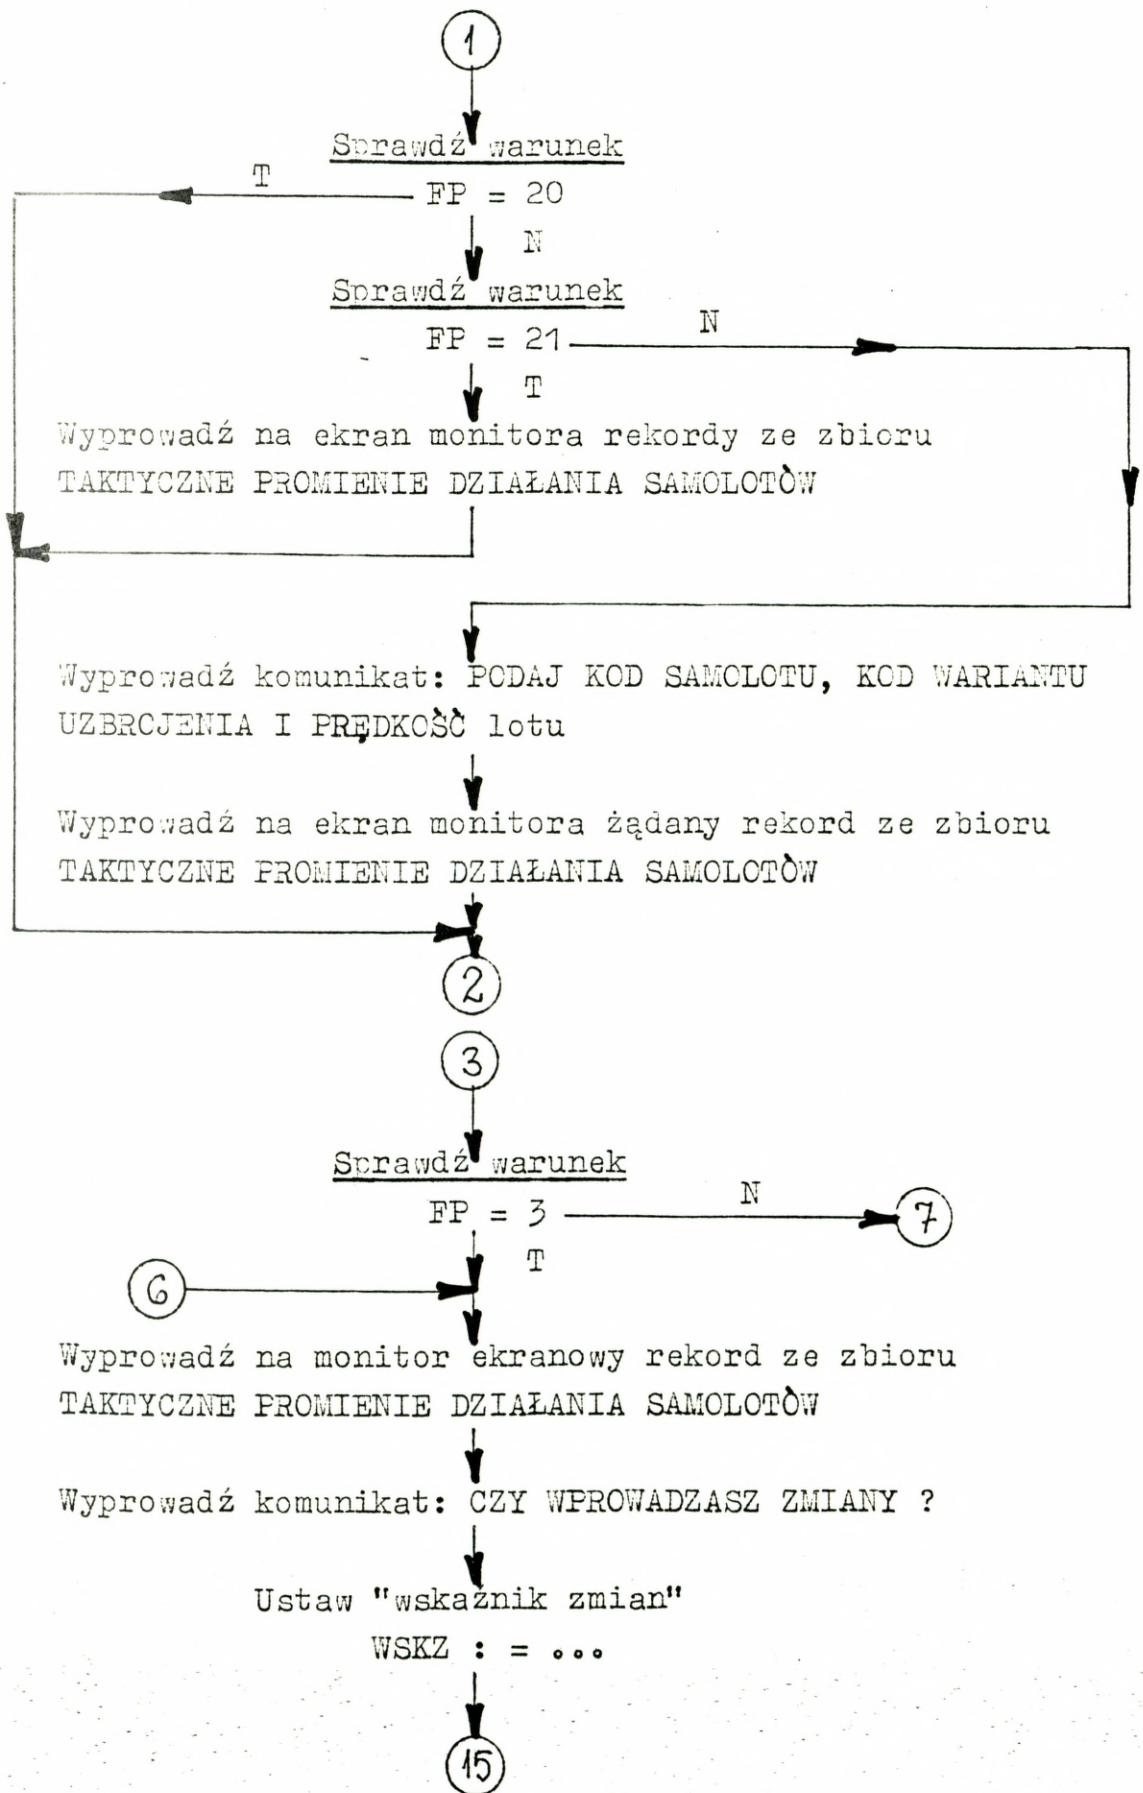 1
Sprawdź warunek
T
FP = 20
N
Sprawdź warunek
N
FP = 21
T
Wyprowadź na ekran monitora rekordy ze zbioru
TAKTYCZNE PROMIENIE DZIAŁANIA SAMOLOTÓW
Wyprowadź komunikat: PODAJ KOD SAMOLOTU, KOD WARIANTU
UZBROJENIA I PRĘDKOŚĆ lotu
Wyprowadź na ekran monitora żądany rekord ze zbioru
TAKTYCZNE PROMIENIE DZIAŁANIA SAMOLOTÓW
2
3
Sprawdź warunek
N
FP = 3
7
T
6
Wyprowadź na monitor ekranowy rekord ze zbioru
TAKTYCZNE PROMIENIE DZIAŁANIA SAMOLOTÓW
Wyprowadź komunikat: CZY WPROWADZASZ ZMIANY ?
Ustaw "wskaźnik zmian"
WSKZ : = ...
15